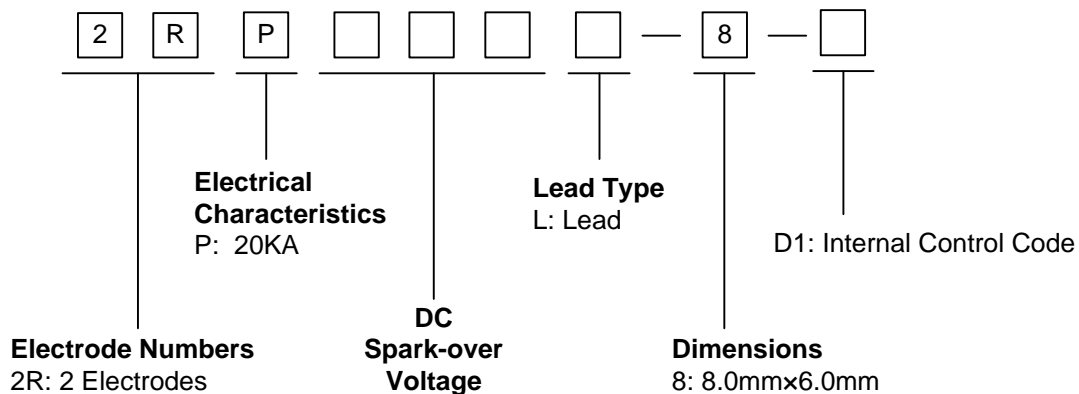 2 R P — 8 —
Electrical
Characteristics
P: 20KA
Lead Type
L: Lead
D1: Internal Control Code
DC
Spark-over
Voltage
Electrode Numbers
2R: 2 Electrodes
Dimensions
8: 8.0mm×6.0mm